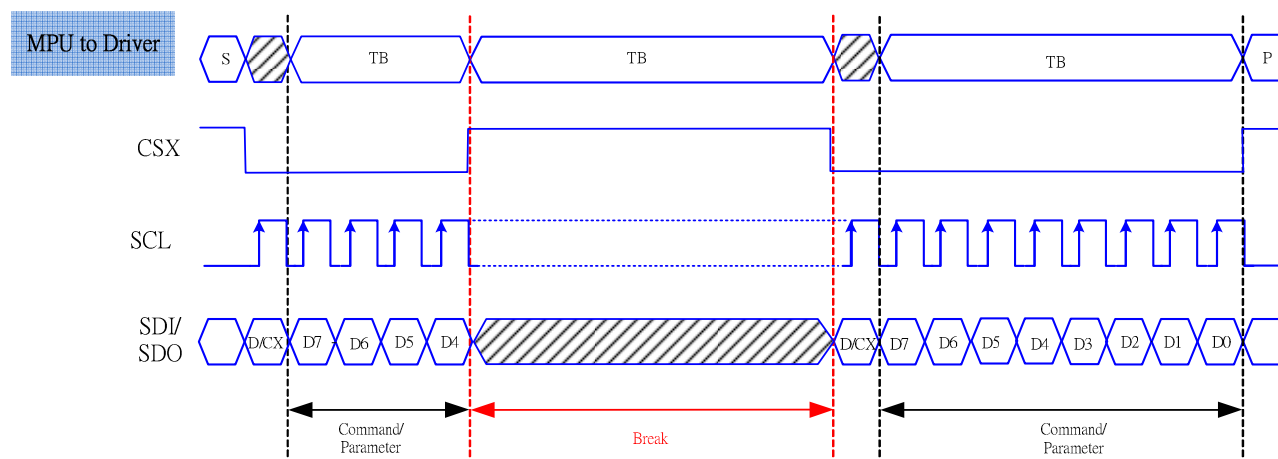 MPU to Driver
S TB TB TB P
CSX
SCL
SDI/
SDO
D/CX D7 D6 D5 D4 D/CX D7 D6 D5 D4 D3 D2 D1 D0
Command/
Parameter
Break
Command/
Parameter